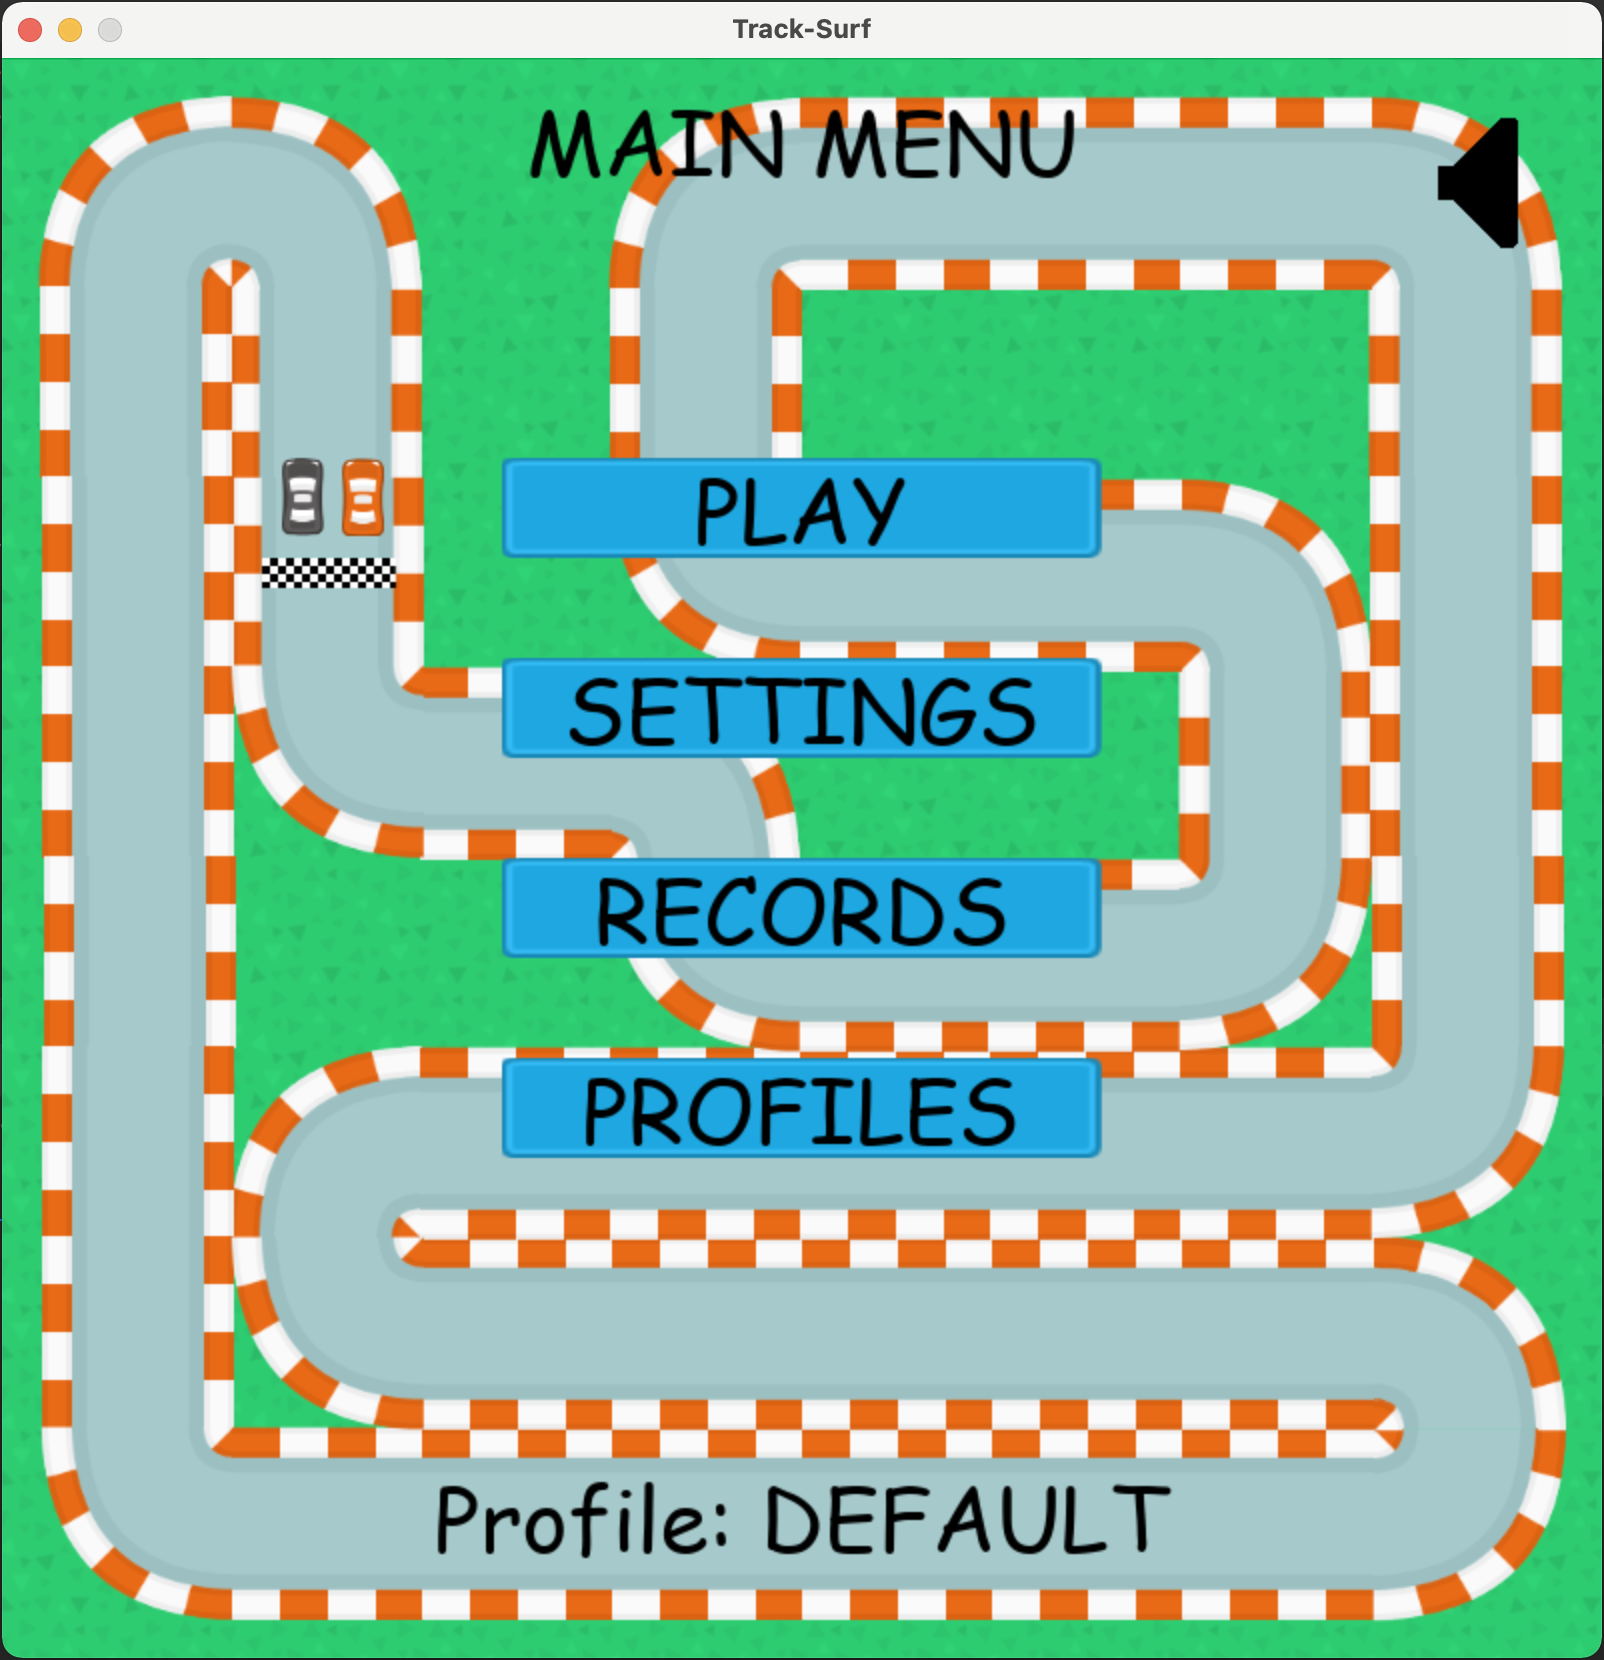 Track-Surf
MAIN MENU
PLAY
SETTINGS
RECORDS
PROFILES
Profile: DEFAULT